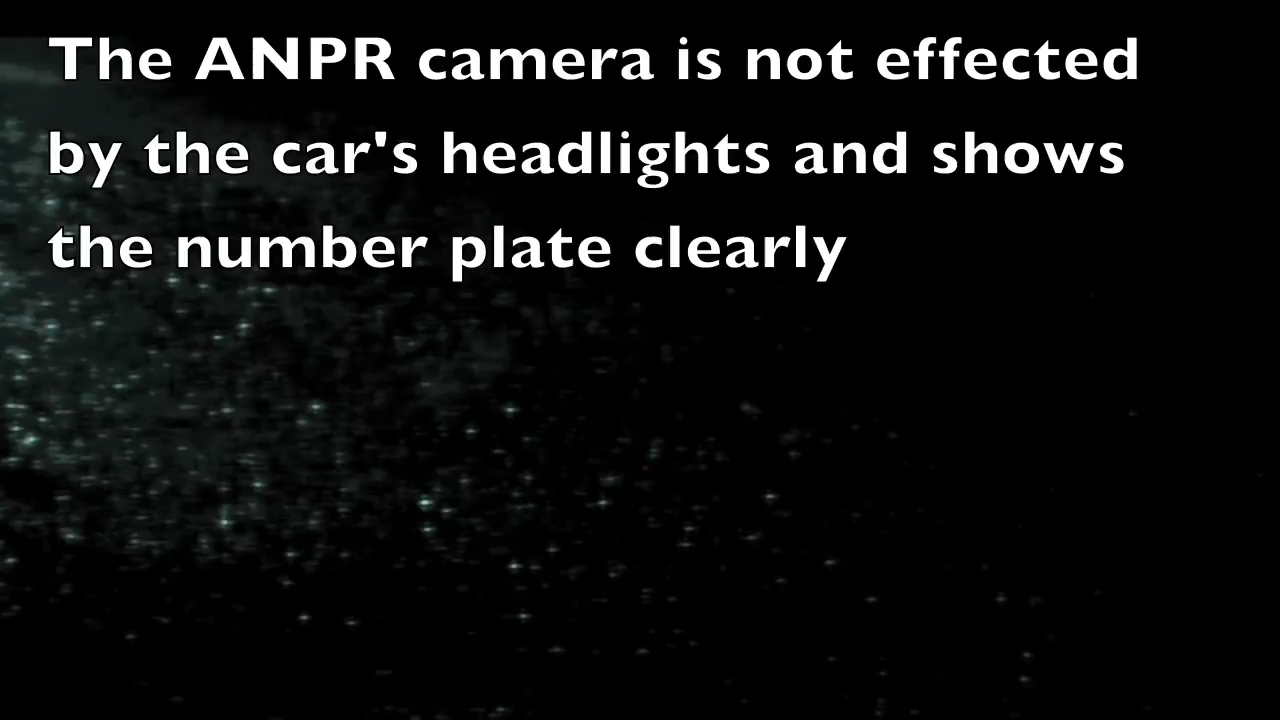 The ANPR camera is not effected
by the car's headlights and shows
the number plate clearly